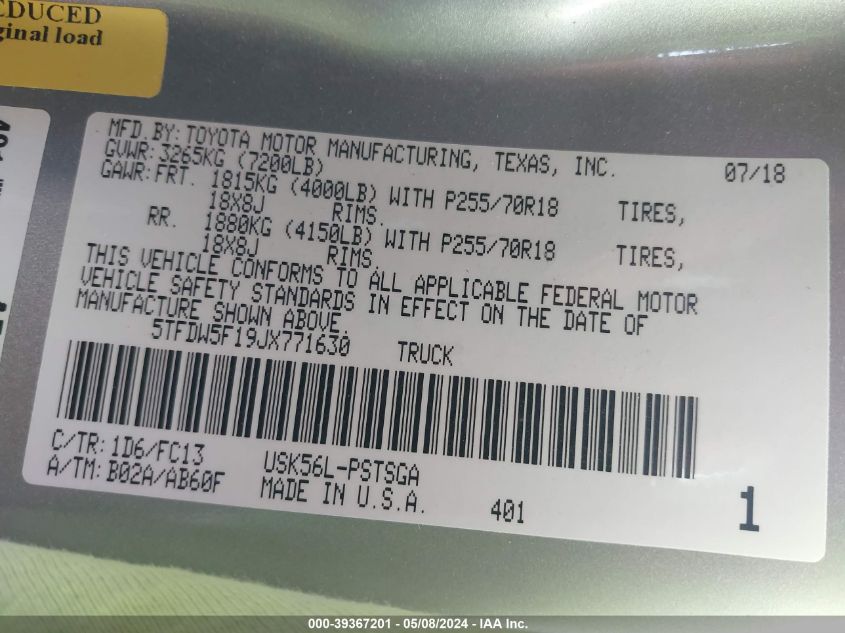 EDUCED
ginal load
MFD.BY:TOYOTA MOTOR MANUFACTURING, TEXAS, INC. 07/18
GVWR:3265KG (7200LB)
GAWR:FRT. 1815KG (4000LB) WITH P255/70R18 TIRES,
18X8J RIMS.
RR. 1880KG (4150LB) WITH P255/70R18 TIRES,
18X8J RIMS.
THIS VEHICLE CONFORMS TO ALL APPLICABLE FEDERAL MOTOR
VEHICLE SAFETY STANDARDS IN EFFECT ON THE DATE OF
MANUFACTURE SHOWN ABOVE.
5TFDW5F19JX771630 TRUCK
C/TR:1D6/FC13 USK56L-PSTSGA
A/TM:B02A/AB60F MADE IN U.S.A. 401 1
000-39367201 - 05/08/2024 - IAA Inc.